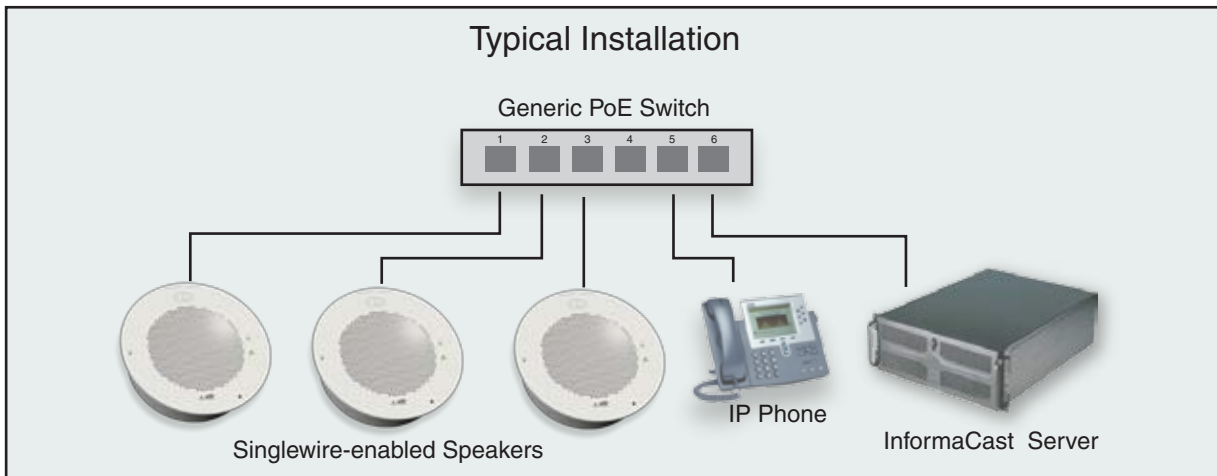 Typical Installation
Generic PoE Switch
1 2 3 4 5 6
IP Phone
Singlewire-enabled Speakers
InformaCast Server